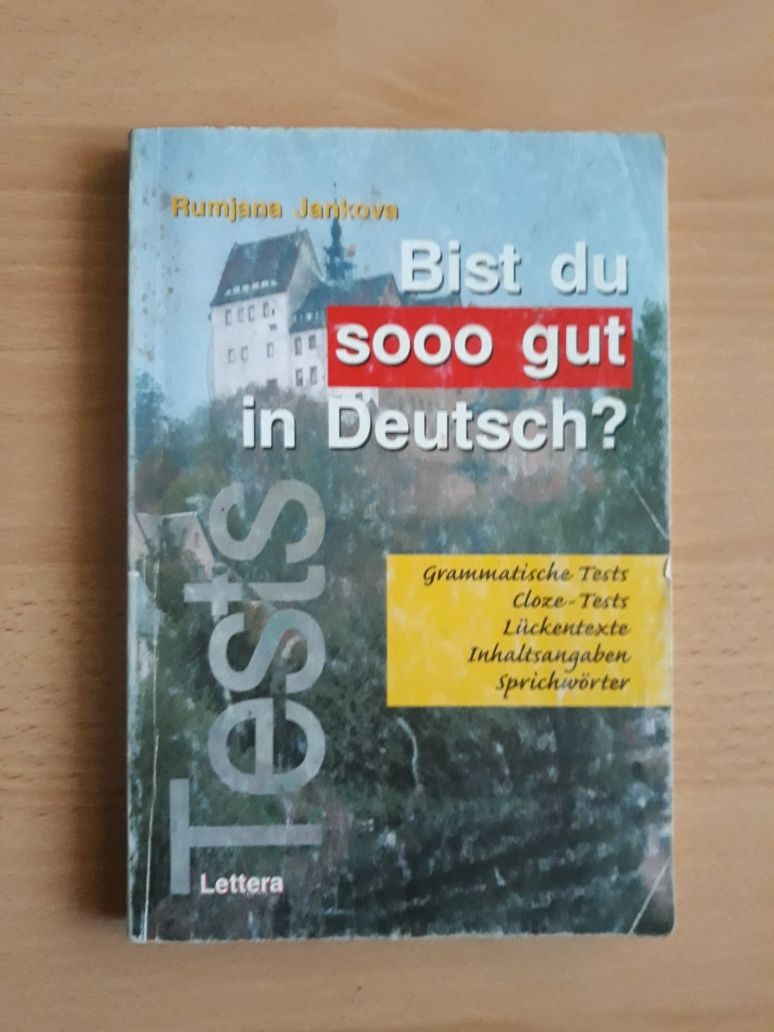 Rumjana Jankova
Bist du
sooo gut
in Deutsch?
Tests
Grammatische Tests
Cloze-Tests
Lückentexte
Inhaltsangaben
Sprichwörter
Lettera